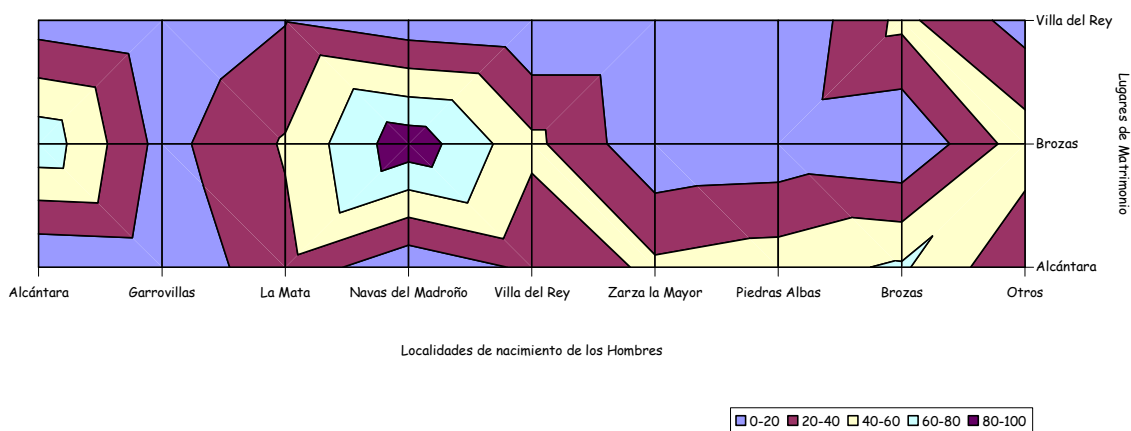 Villa del Rey
Brozas
Alcántara
Lugares de Matrimonio
Alcántara Garrovillas La Mata Navas del Madroño Villa del Rey Zarza la Mayor Piedras Albas Brozas Otros
Localidades de nacimiento de los Hombres
0-20 20-40 40-60 60-80 80-100